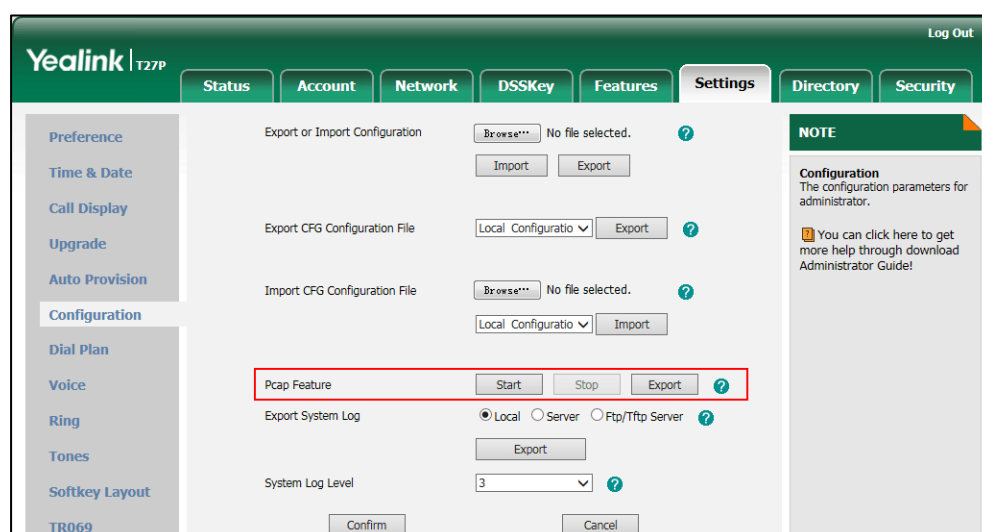 Log Out
Yealink T27P
Status Account Network DSSKey Features Settings Directory Security
Preference
Time & Date
Call Display
Upgrade
Auto Provision
Configuration
Dial Plan
Voice
Ring
Tones
Softkey Layout
TR069
Export or Import Configuration Browse... No file selected. ?
Import Export
Export CFG Configuration File Local Configuratio Export ?
Import CFG Configuration File Browse... No file selected. ?
Local Configuratio Import
Pcap Feature Start Stop Export ?
Export System Log Local Server Ftp/Tftp Server ?
Export
System Log Level 3 ?
Confirm Cancel
NOTE
Configuration
The configuration parameters for
administrator.
? You can click here to get
more help through download
Administrator Guide!